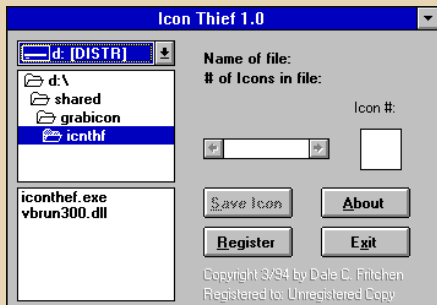 Icon Thief 1.0
d: [DISTR]
d:\
shared
grabicon
icnthf
iconthef.exe
vbrun300.dll
Name of file:
# of Icons in file:
Icon #:
Save Icon
About
Register
Exit
Copyright 3/94 by Dale C. Fritchen
Registered to: Unregistered Copy